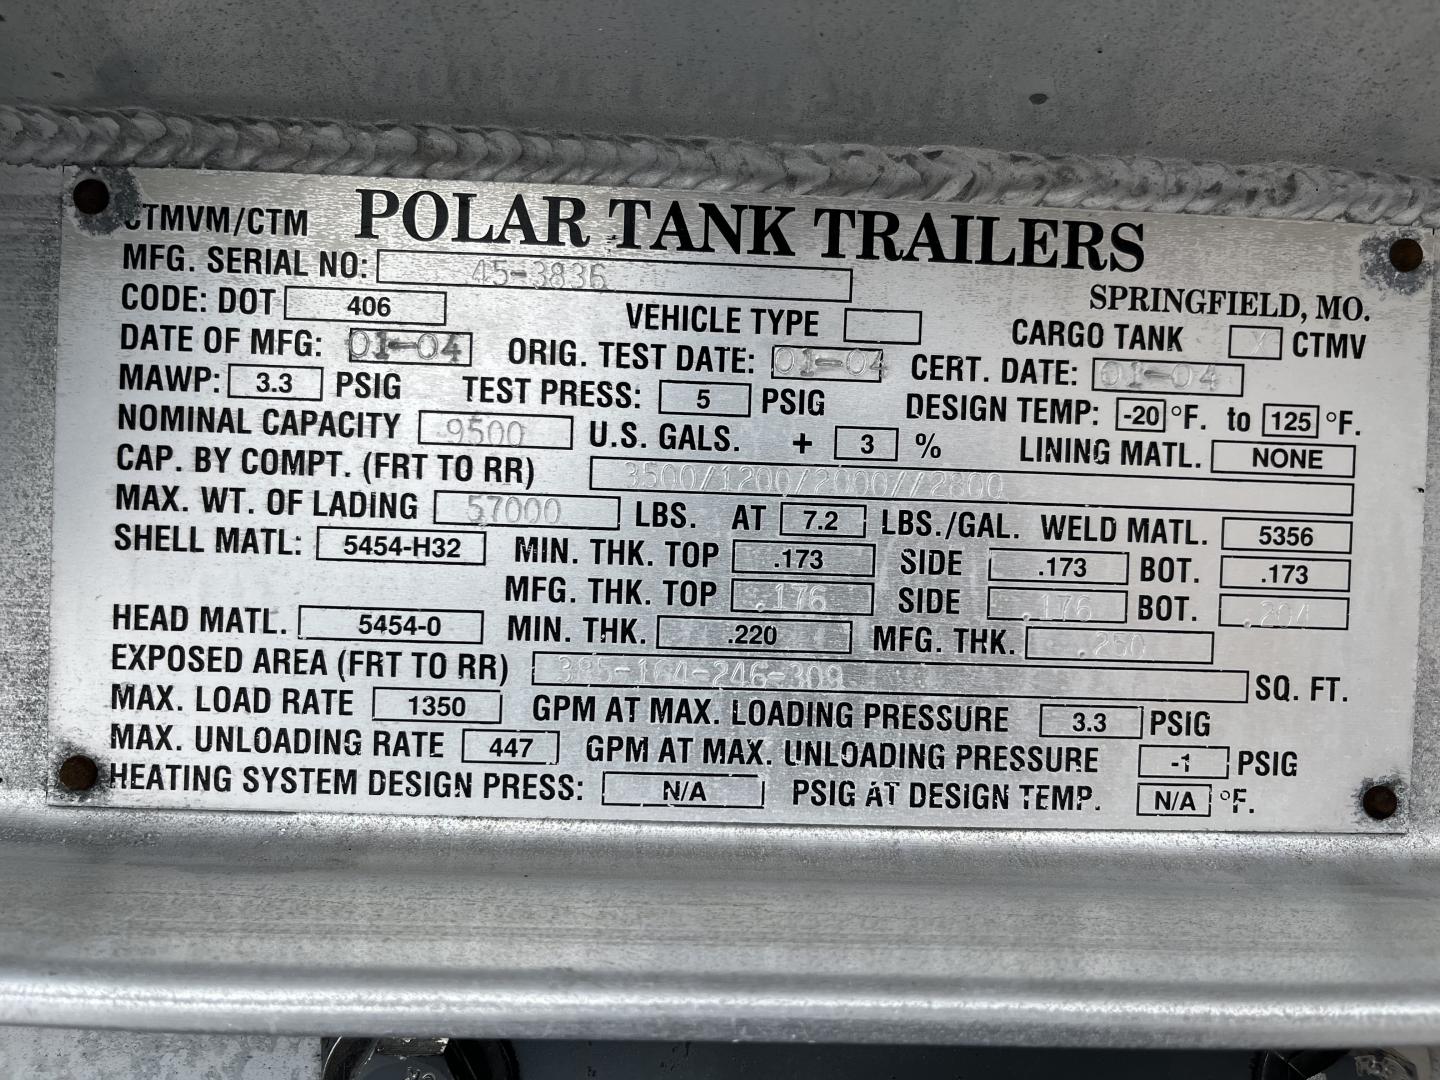 CTMVM/CTM POLAR TANK TRAILERS
MFG. SERIAL NO: 45-3836
SPRINGFIELD, MO.
CODE: DOT 406 VEHICLE TYPE CARGO TANK X CTMV
DATE OF MFG: 01-04 ORIG. TEST DATE: 01-04 CERT. DATE: 01-04
MAWP: 3.3 PSIG TEST PRESS: 5 PSIG DESIGN TEMP: -20 °F. to 125 °F.
NOMINAL CAPACITY 9500 U.S. GALS. + 3 % LINING MATL. NONE
CAP. BY COMPT. (FRT TO RR) 3500/1200/2000//2800
MAX. WT. OF LADING 57000 LBS. AT 7.2 LBS./GAL. WELD MATL. 5356
SHELL MATL: 5454-H32 MIN. THK. TOP .173 SIDE .173 BOT. .173
MFG. THK. TOP .176 SIDE .176 BOT. .204
HEAD MATL. 5454-0 MIN. THK. .220 MFG. THK. .250
EXPOSED AREA (FRT TO RR) 385-164-246-309 SQ. FT.
MAX. LOAD RATE 1350 GPM AT MAX. LOADING PRESSURE 3.3 PSIG
MAX. UNLOADING RATE 447 GPM AT MAX. UNLOADING PRESSURE -1 PSIG
HEATING SYSTEM DESIGN PRESS: N/A PSIG AT DESIGN TEMP. N/A °F.